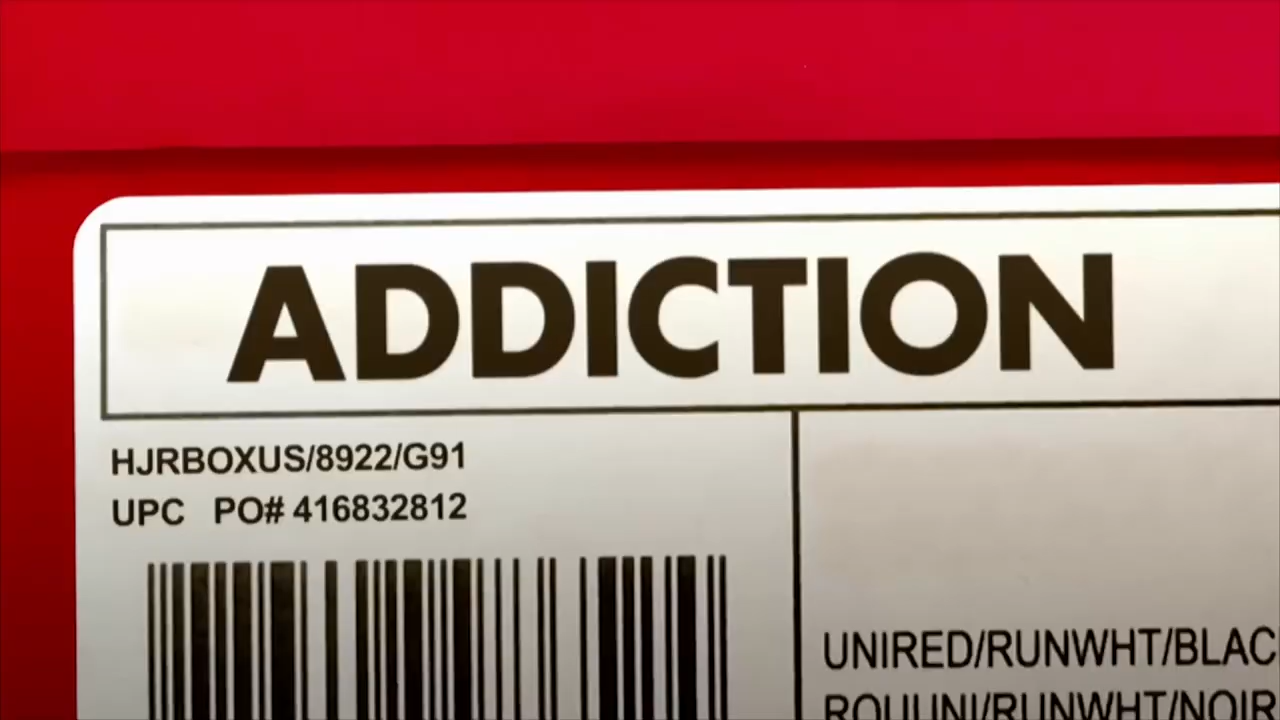 ADDICTION
HJRBOXUS/8922/G91
UPC PO# 416832812
UNIRED/RUNWHT/BLAC
ROUUNI/RUNWHT/NOIR